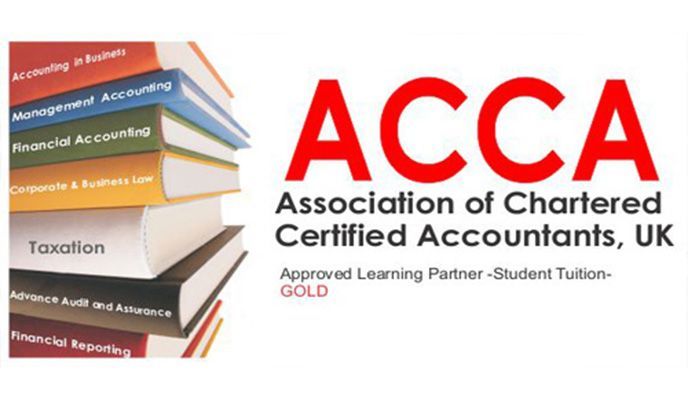 Accounting in Business
Management Accounting
Financial Accounting
Corporate & Business Law
Taxation
Advance Audit and Assurance
Financial Reporting
ACCA
Association of Chartered
Certified Accountants, UK
Approved Learning Partner -Student Tuition-
GOLD